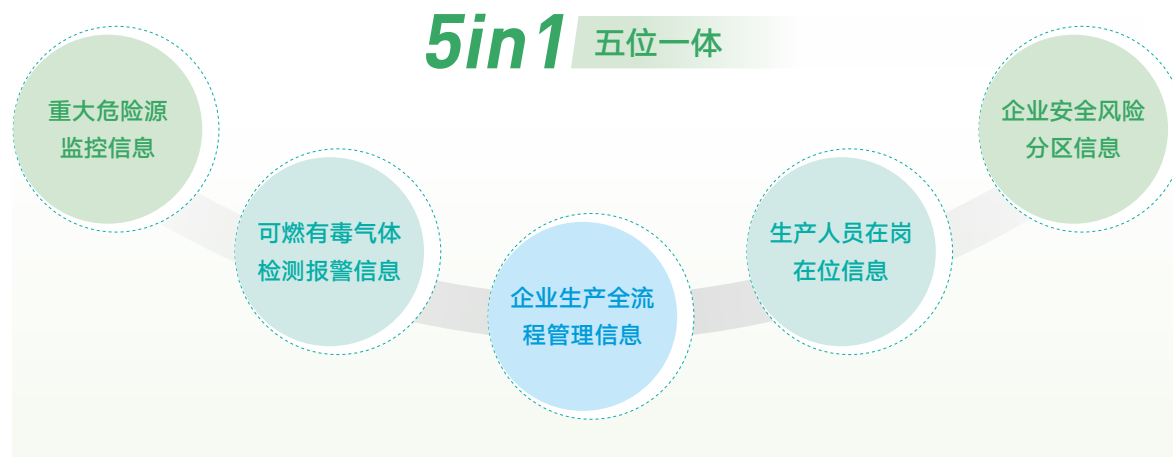 5in1 五位一体
重大危险源
监控信息
可燃有毒气体
检测报警信息
企业生产全流
程管理信息
生产人员在岗
在位信息
企业安全风险
分区信息